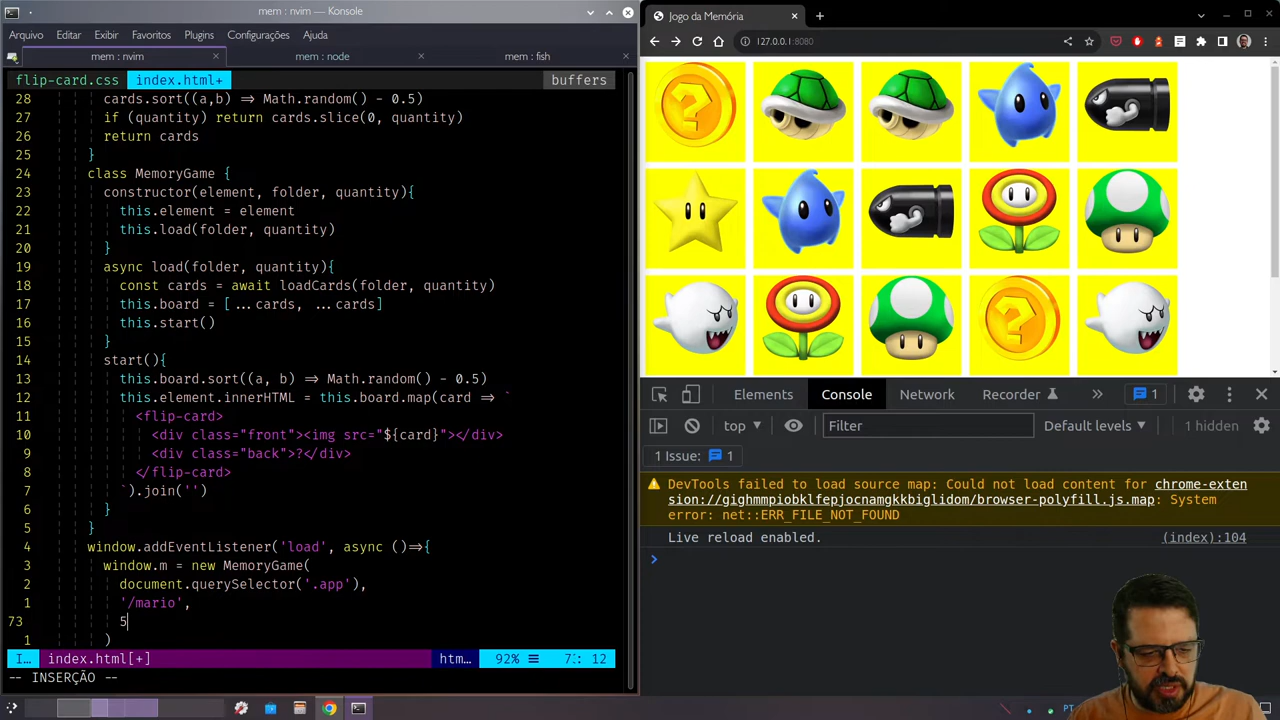 mem : nvim — Konsole
Arquivo Editar Exibir Favoritos Plugins Configurações Ajuda
mem : nvim mem : node mem : fish
flip-card.css index.html+ buffers
28 cards.sort((a,b) => Math.random() - 0.5)
27 if (quantity) return cards.slice(0, quantity)
26 return cards
25 }
24 class MemoryGame {
23 constructor(element, folder, quantity){
22 this.element = element
21 this.load(folder, quantity)
20 }
19 async load(folder, quantity){
18 const cards = await loadCards(folder, quantity)
17 this.board = [...cards, ...cards]
16 this.start()
15 }
14 start(){
13 this.board.sort((a, b) => Math.random() - 0.5)
12 this.element.innerHTML = this.board.map(card => `
11 <flip-card>
10 <div class="front"><img src="${card}"></div>
9 <div class="back">?</div>
8 </flip-card>
7 `).join('')
6 }
5 }
4 window.addEventListener('load', async ()=>{
3 window.m = new MemoryGame(
2 document.querySelector('.app'),
1 '/mario',
73 5
1 )
I… index.html[+] htm… 92% 73: 12
-- INSERÇÃO --
Jogo da Memória
127.0.0.1:8080
?
?
Elements Console Network Recorder » 1
top Filter Default levels 1 hidden
1 Issue: 1
DevTools failed to load source map: Could not load content for chrome-exten
sion://gighmmpiobklfepjocnamgkkbiglidom/browser-polyfill.js.map: System
error: net::ERR_FILE_NOT_FOUND
Live reload enabled. (index):104
PT